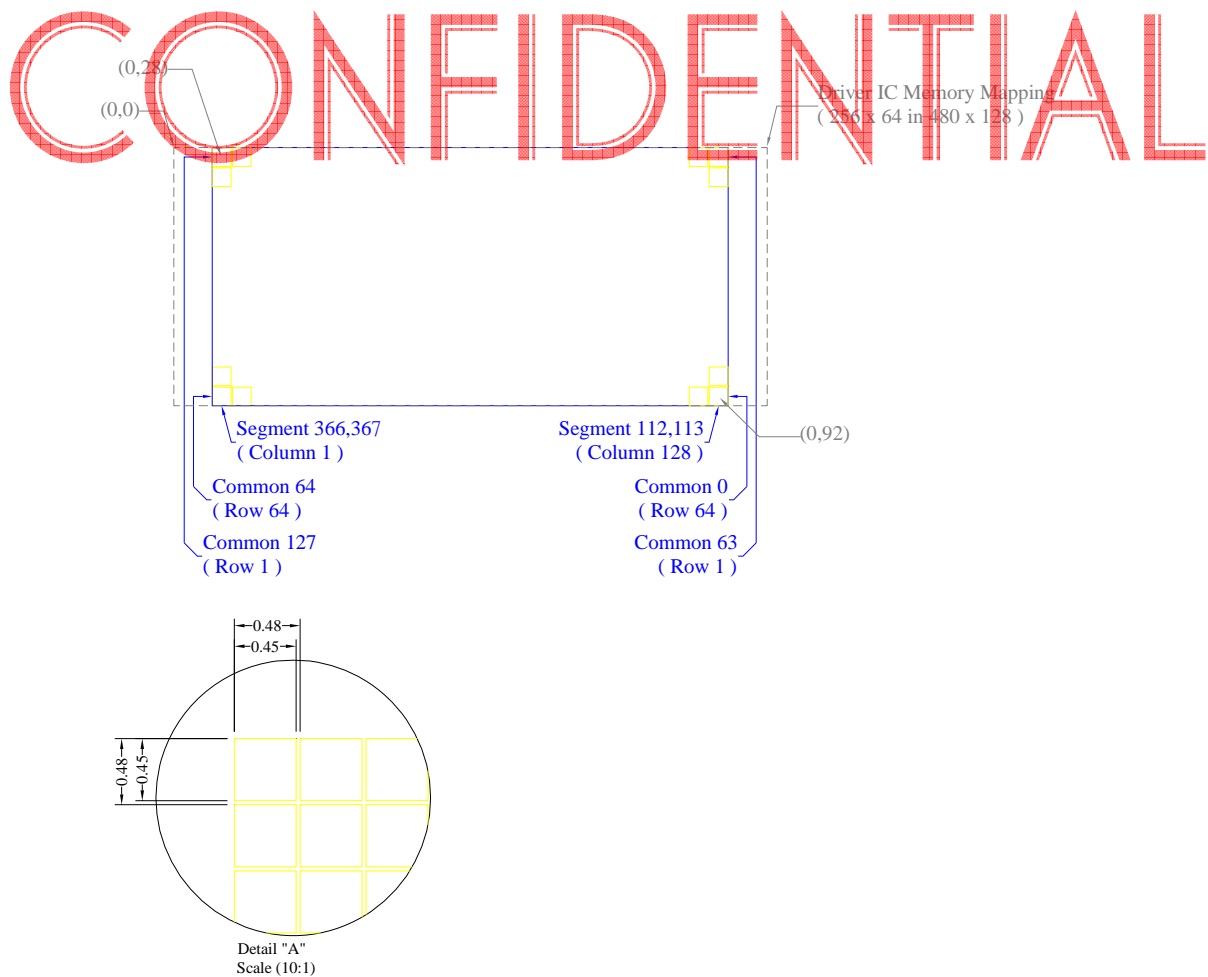 CONFIDENTIAL
(0,28)
(0,0)
Driver IC Memory Mapping
( 256 x 64 in 480 x 128 )
Segment 366,367
( Column 1 )
Segment 112,113
( Column 128 )
(0,92)
Common 64
( Row 64 )
Common 0
( Row 64 )
Common 127
( Row 1 )
Common 63
( Row 1 )
0.48
0.45
0.48
0.45
Detail "A"
Scale (10:1)